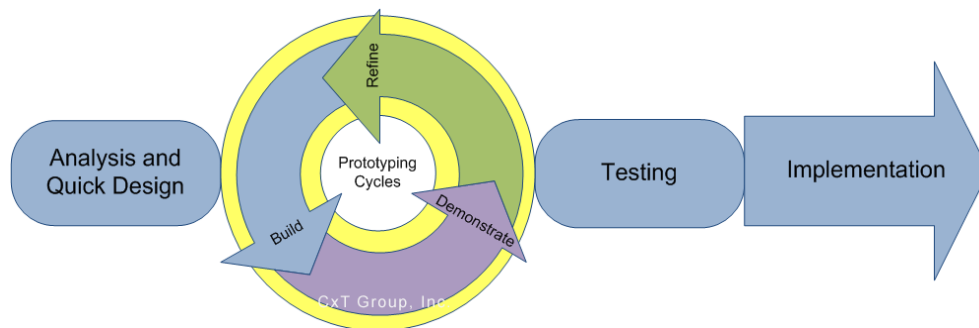 Analysis and
Quick Design
Refine
Prototyping
Cycles
Build
Demonstrate
CxT Group, Inc
Testing
Implementation